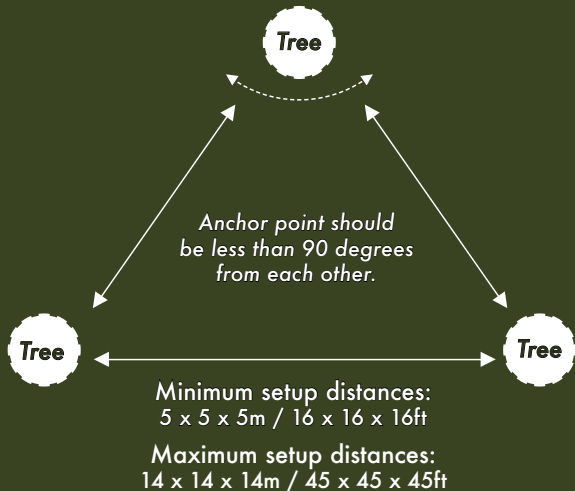 Tree
Anchor point should
be less than 90 degrees
from each other.
Tree
Tree
Minimum setup distances:
5 x 5 x 5m / 16 x 16 x 16ft
Maximum setup distances:
14 x 14 x 14m / 45 x 45 x 45ft